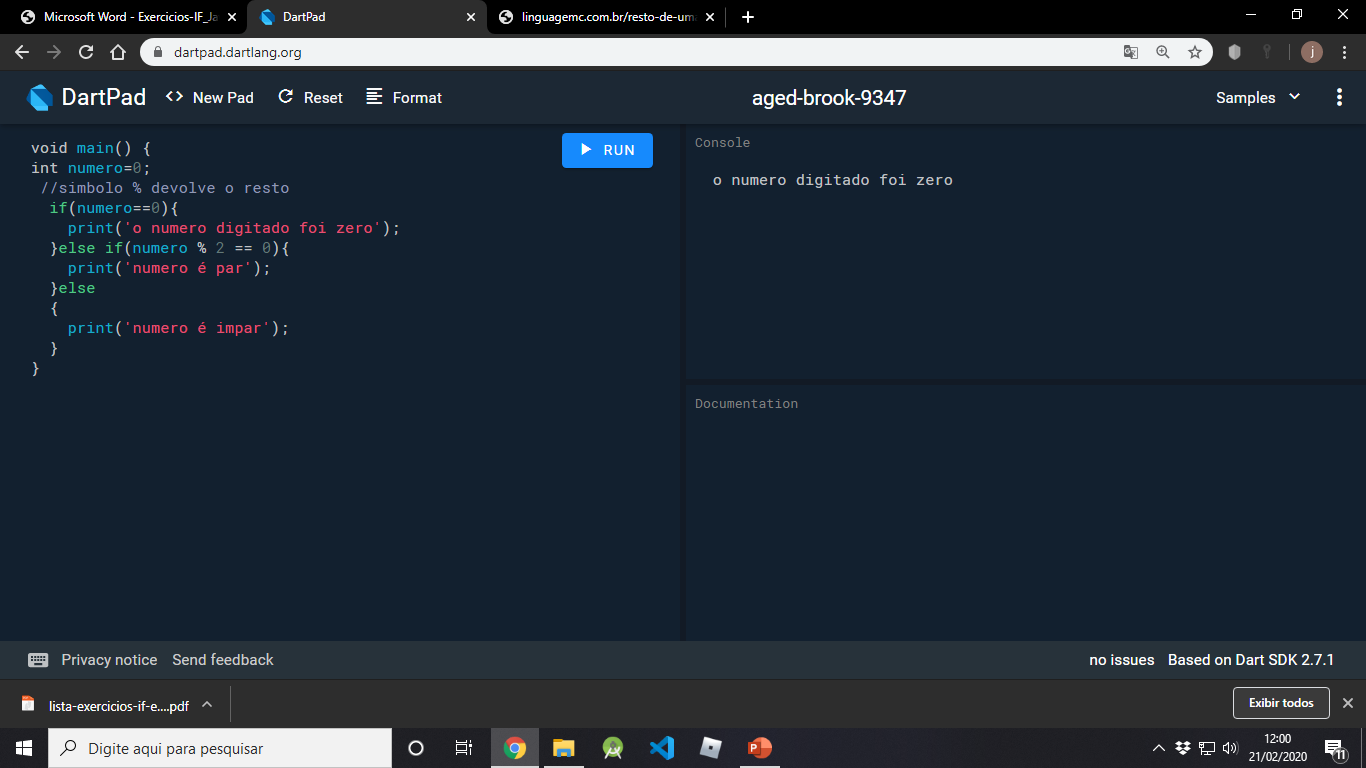 Microsoft Word - Exercicios-IF_Ja
DartPad
linguagemc.com.br/resto-de-um
dartpad.dartlang.org
j
DartPad
<> New Pad
Reset
Format
aged-brook-9347
Samples
void main() {
int numero=0;
//simbolo % devolve o resto
if(numero==0){
print('o numero digitado foi zero');
}else if(numero % 2 == 0){
print('numero é par');
}else
{
print('numero é impar');
}
}
RUN
Console
o numero digitado foi zero
Documentation
Privacy notice
Send feedback
no issues
Based on Dart SDK 2.7.1
lista-exercicios-if-e....pdf
Exibir todos
Digite aqui para pesquisar
12:00
21/02/2020
11